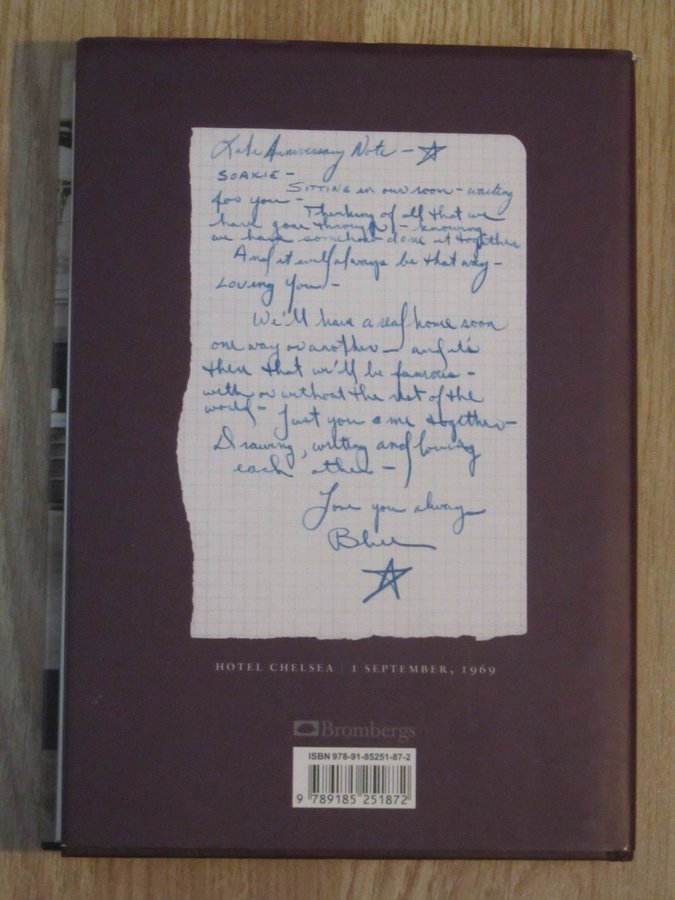 Late Anniversary Note - ☆
SOAKIE -
SITTING in our room - waiting
for you -
Thinking of all that we
have gone through - knowing
we have somehow done it together
And it will always be that way -
LOVING You -
We'll have a real home soon
one way or another - and it's
there that we'll be famous -
with or without the rest of the
world - Just you & me together -
Drawing, writing and loving
each other -
Love you always
Blue
☆
HOTEL CHELSEA | 1 SEPTEMBER, 1969
Brombergs
ISBN 978-91-85251-87-2
9 789185 251872